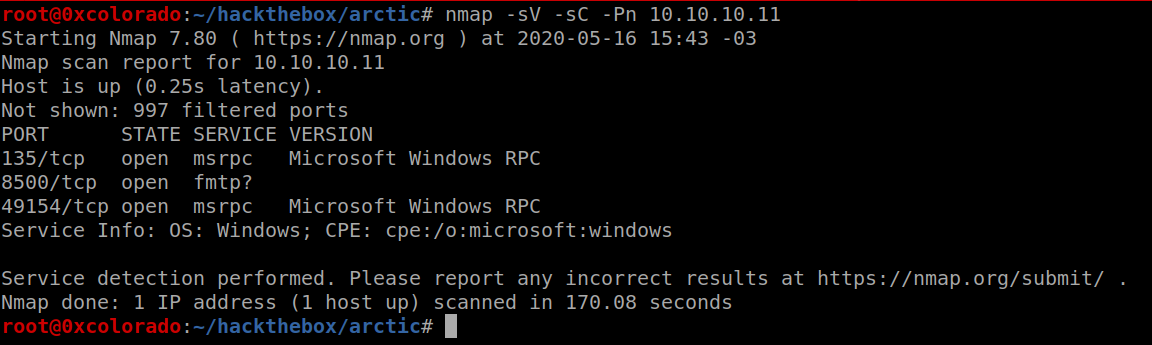 root@0xcolorado:~/hackthebox/arctic# nmap -sV -sC -Pn 10.10.10.11
Starting Nmap 7.80 ( https://nmap.org ) at 2020-05-16 15:43 -03
Nmap scan report for 10.10.10.11
Host is up (0.25s latency).
Not shown: 997 filtered ports
PORT      STATE SERVICE VERSION
135/tcp   open  msrpc   Microsoft Windows RPC
8500/tcp  open  fmtp?
49154/tcp open  msrpc   Microsoft Windows RPC
Service Info: OS: Windows; CPE: cpe:/o:microsoft:windows
Service detection performed. Please report any incorrect results at https://nmap.org/submit/ .
Nmap done: 1 IP address (1 host up) scanned in 170.08 seconds
root@0xcolorado:~/hackthebox/arctic#